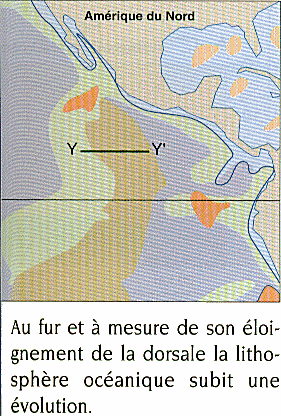 Amérique du Nord
Y Y'
Au fur et à mesure de son éloi-
gnement de la dorsale la litho-
sphère océanique subit une
évolution.